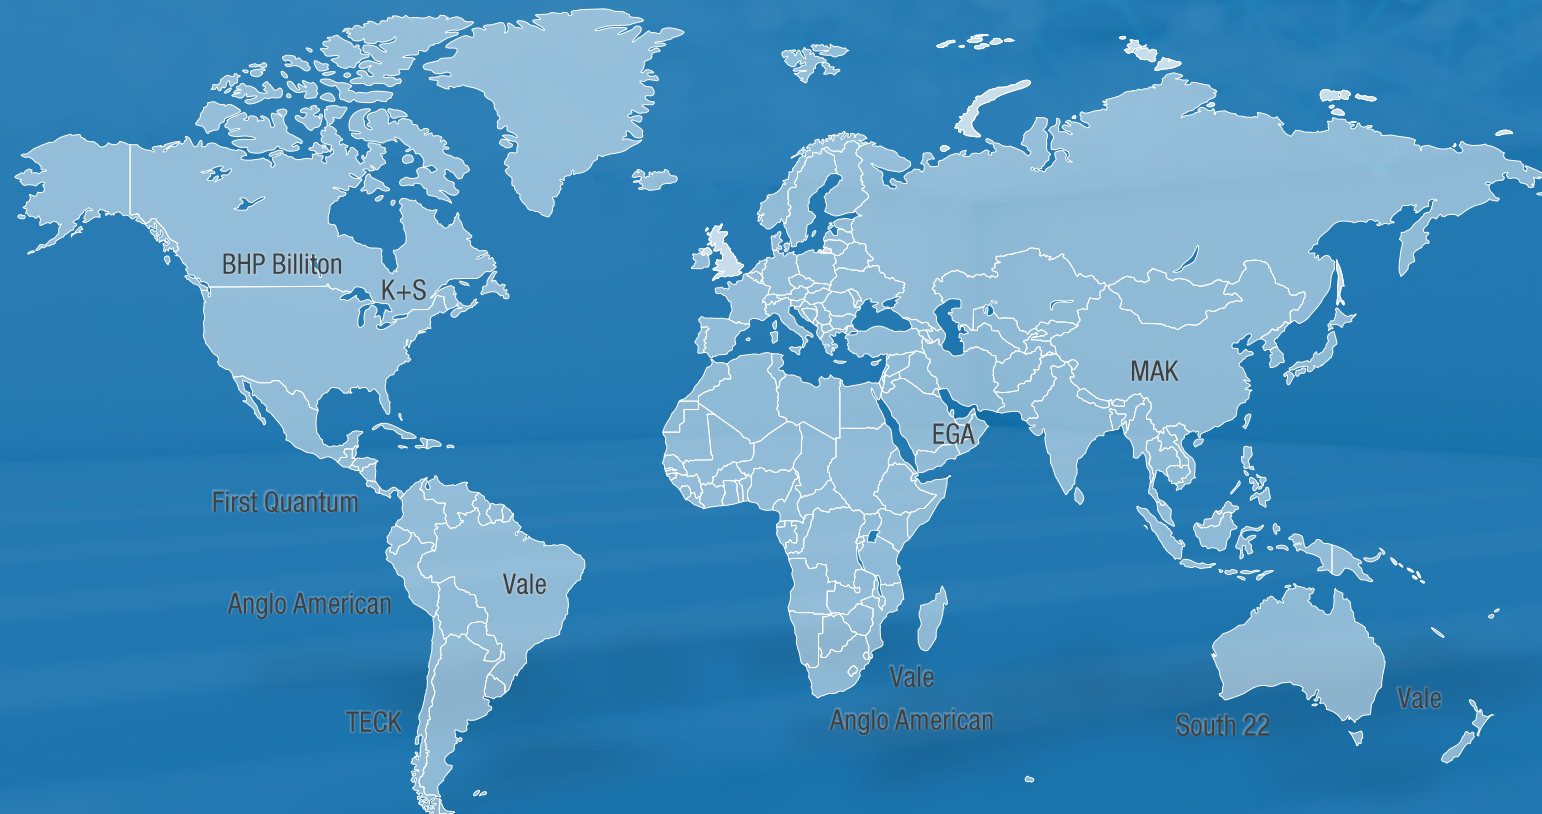 BHP Billiton
K+S
MAK
EGA
First Quantum
Vale
Anglo American
Vale
Vale
TECK
Anglo American
South 22